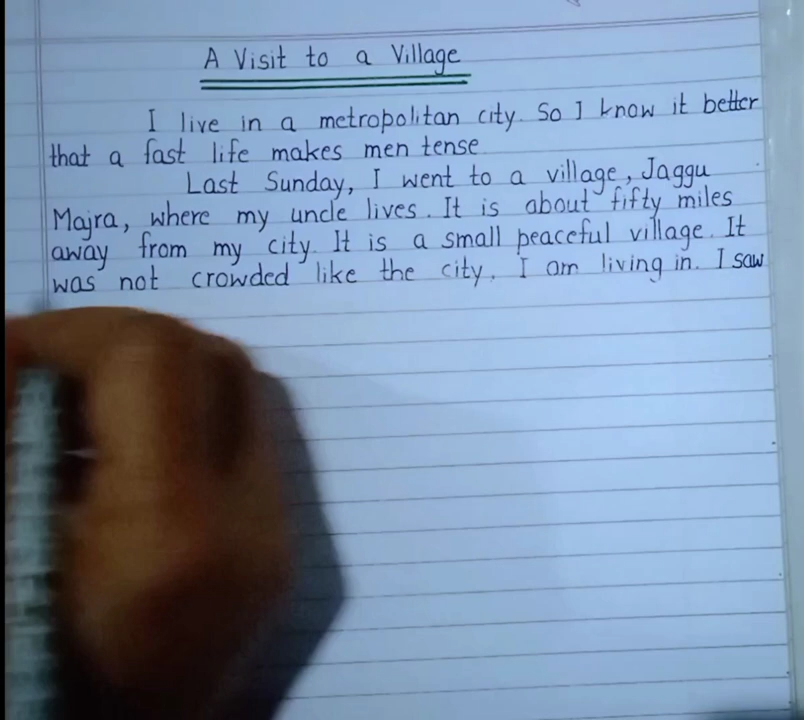 A Visit to a Village
I live in a metropolitan city. So I know it better
that a fast life makes men tense
Last Sunday, I went to a village, Jaggu
Majra, where my uncle lives. It is about fifty miles
away from my city. It is a small peaceful village. It
was not crowded like the city, I am living in. I saw